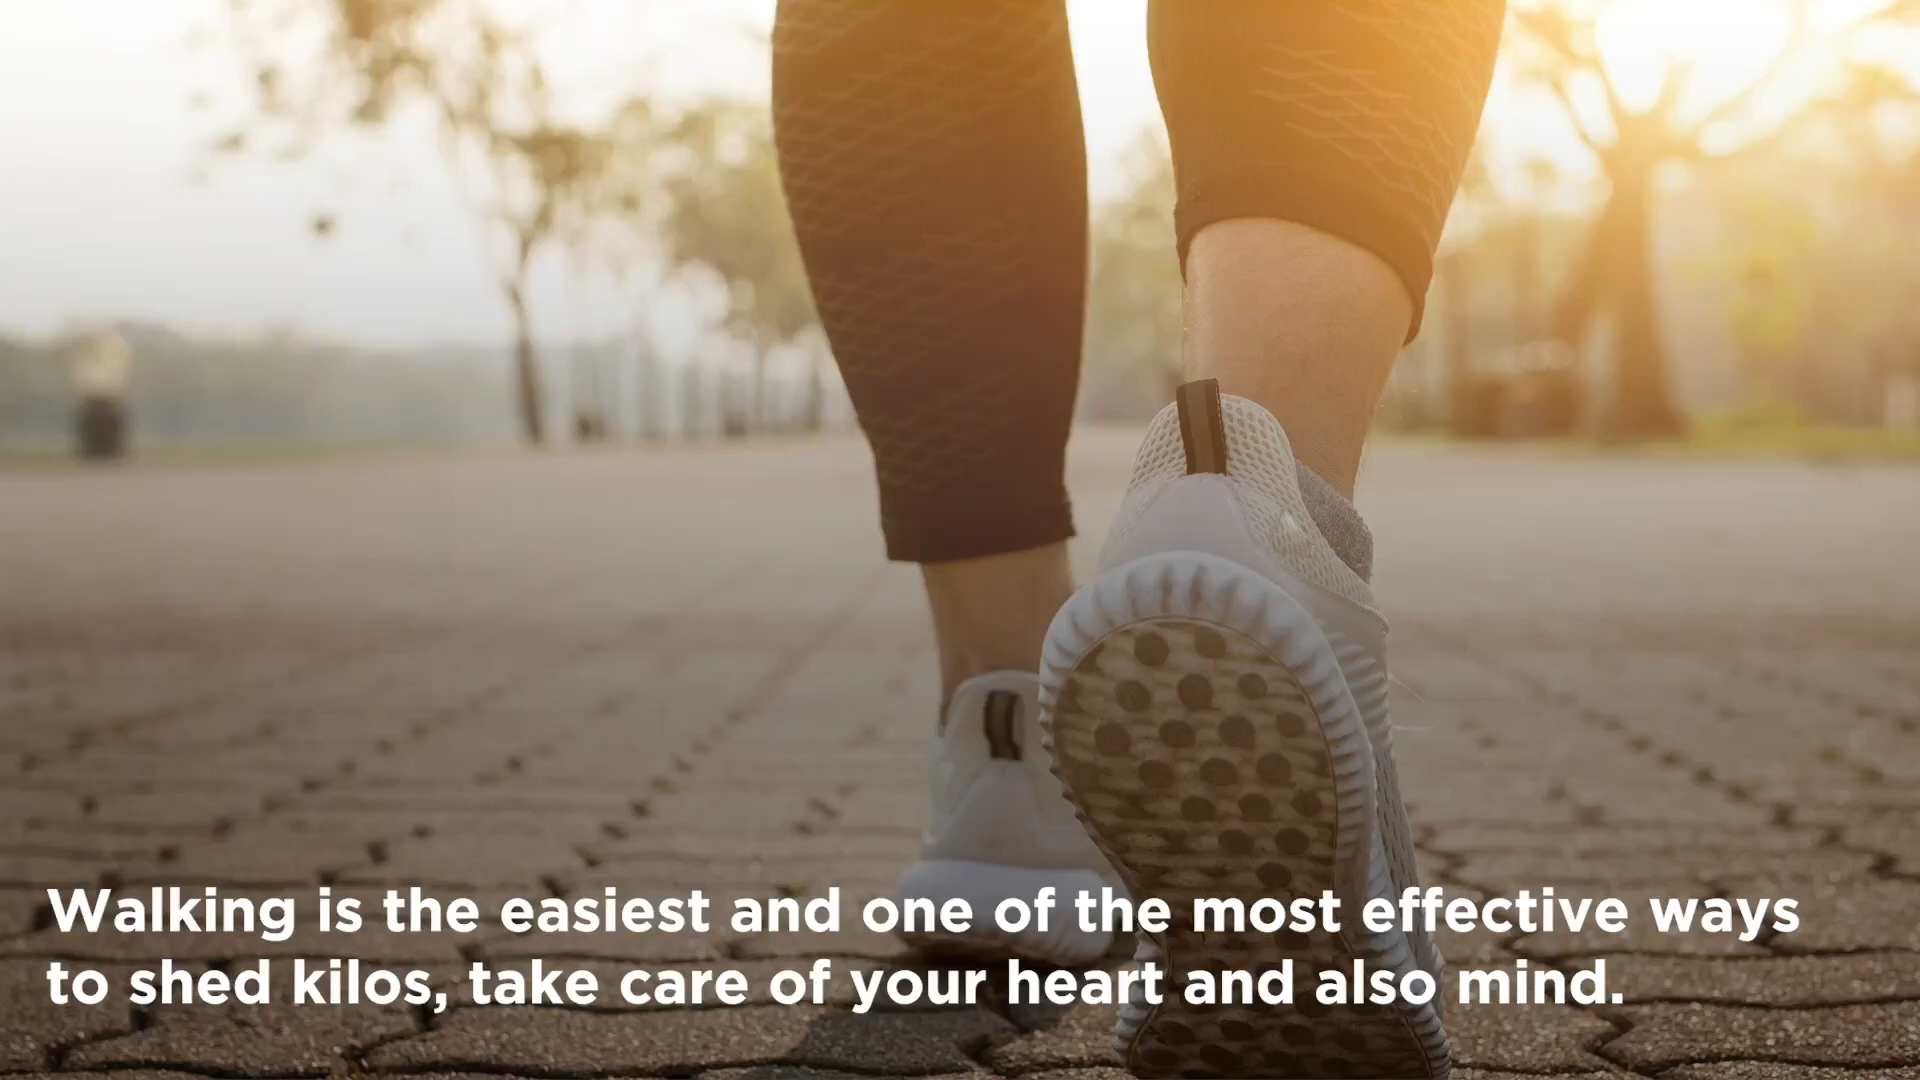 Walking is the easiest and one of the most effective ways
to shed kilos, take care of your heart and also mind.